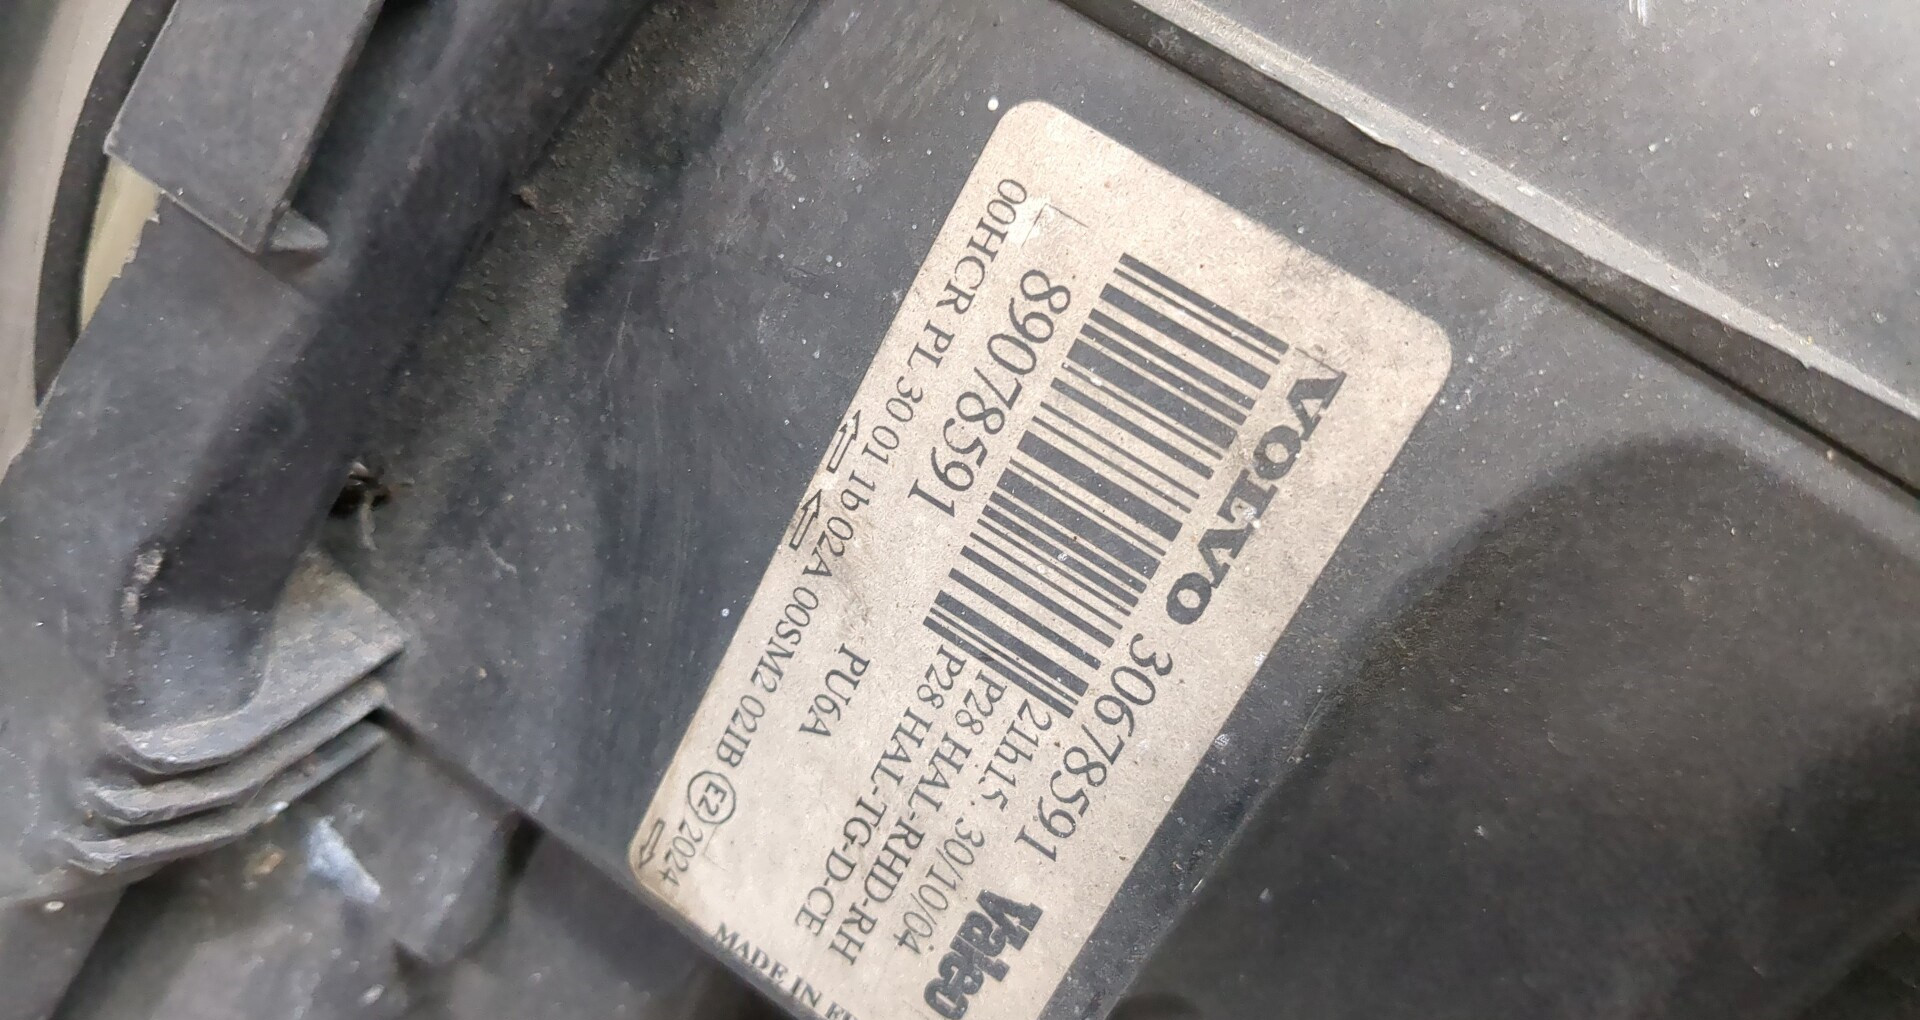 VOLVO 30678591 Valeo
21h15. 30/10/04
P28 HAL-RHD-RH
P28 HAL-TG-D-CE
89078591
PU6A
00HCR PL 30 01 1b 02A 00SM2 02IB E2 2024
MADE IN